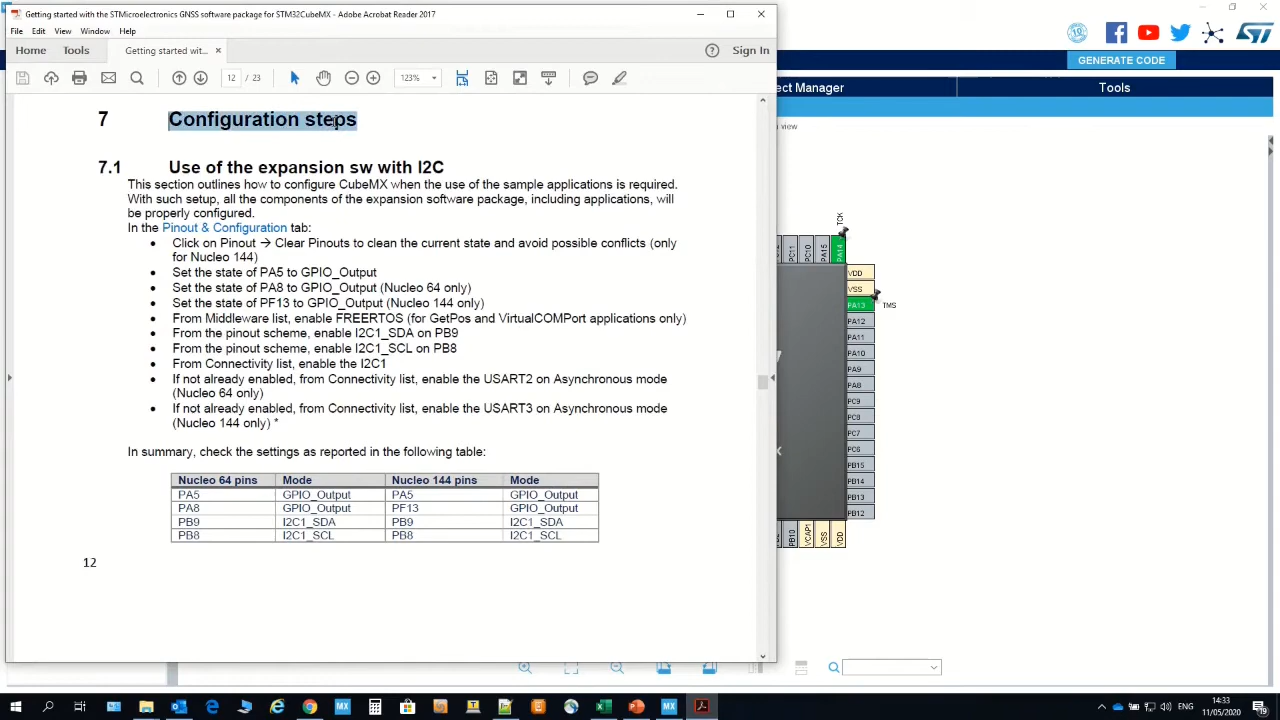 Getting started with the STMicroelectronics GNSS software package for STM32CubeMX - Adobe Acrobat Reader 2017
File Edit View Window Help
Home Tools Getting started wit... × Sign In
12 / 23 123%
GENERATE CODE
ect Manager Tools
view
7 Configuration steps
7.1 Use of the expansion sw with I2C
This section outlines how to configure CubeMX when the use of the sample applications is required.
With such setup, all the components of the expansion software package, including applications, will
be properly configured.
In the Pinout & Configuration tab:
• Click on Pinout → Clear Pinouts to clean the current state and avoid possible conflicts (only
for Nucleo 144)
• Set the state of PA5 to GPIO_Output
• Set the state of PA8 to GPIO_Output (Nucleo 64 only)
• Set the state of PF13 to GPIO_Output (Nucleo 144 only)
• From Middleware list, enable FREERTOS (for GetPos and VirtualCOMPort applications only)
• From the pinout scheme, enable I2C1_SDA on PB9
• From the pinout scheme, enable I2C1_SCL on PB8
• From Connectivity list, enable the I2C1
• If not already enabled, from Connectivity list, enable the USART2 on Asynchronous mode
(Nucleo 64 only)
• If not already enabled, from Connectivity list, enable the USART3 on Asynchronous mode
(Nucleo 144 only) *
In summary, check the settings as reported in the following table:
Nucleo 64 pins Mode Nucleo 144 pins Mode
PA5 GPIO_Output PA5 GPIO_Output
PA8 GPIO_Output PF13 GPIO_Output
PB9 I2C1_SDA PB9 I2C1_SDA
PB8 I2C1_SCL PB8 I2C1_SCL
12
TCK
PC11 PC10 PA15 PA14
VDD
VSS
PA13 TMS
PA12
PA11
PA10
PA9
PA8
PC9
PC8
PC7
PC6
PB15
PB14
PB13
PB12
PB10 VCAP1 VSS VDD
ENG 14:33
11/05/2020